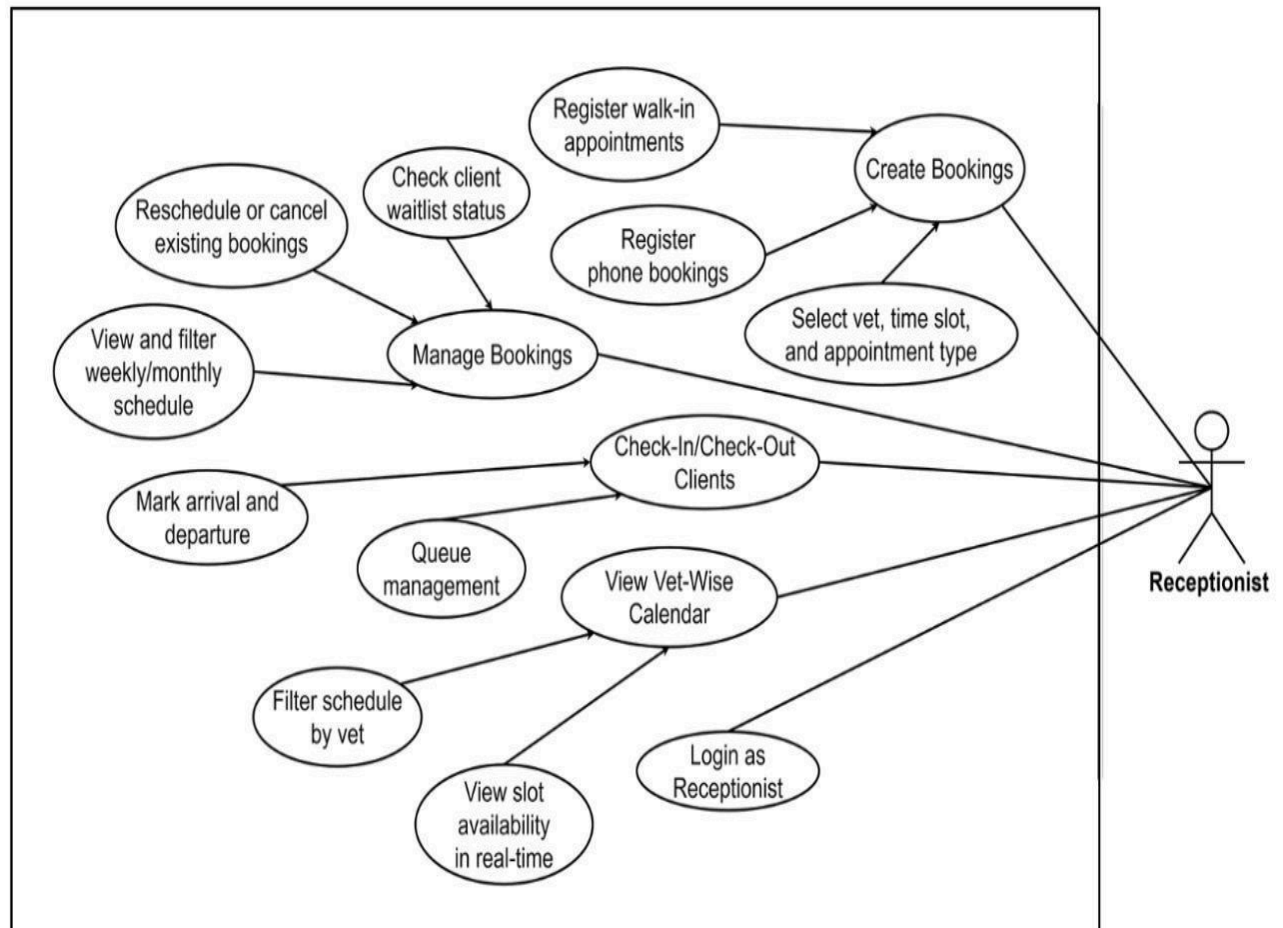 Register walk-in
appointments
Create Bookings
Check client
waitlist status
Reschedule or cancel
existing bookings
Register
phone bookings
Select vet, time slot,
and appointment type
View and filter
weekly/monthly
schedule
Manage Bookings
Check-In/Check-Out
Clients
Mark arrival and
departure
Queue
management
View Vet-Wise
Calendar
Receptionist
Filter schedule
by vet
Login as
Receptionist
View slot
availability
in real-time